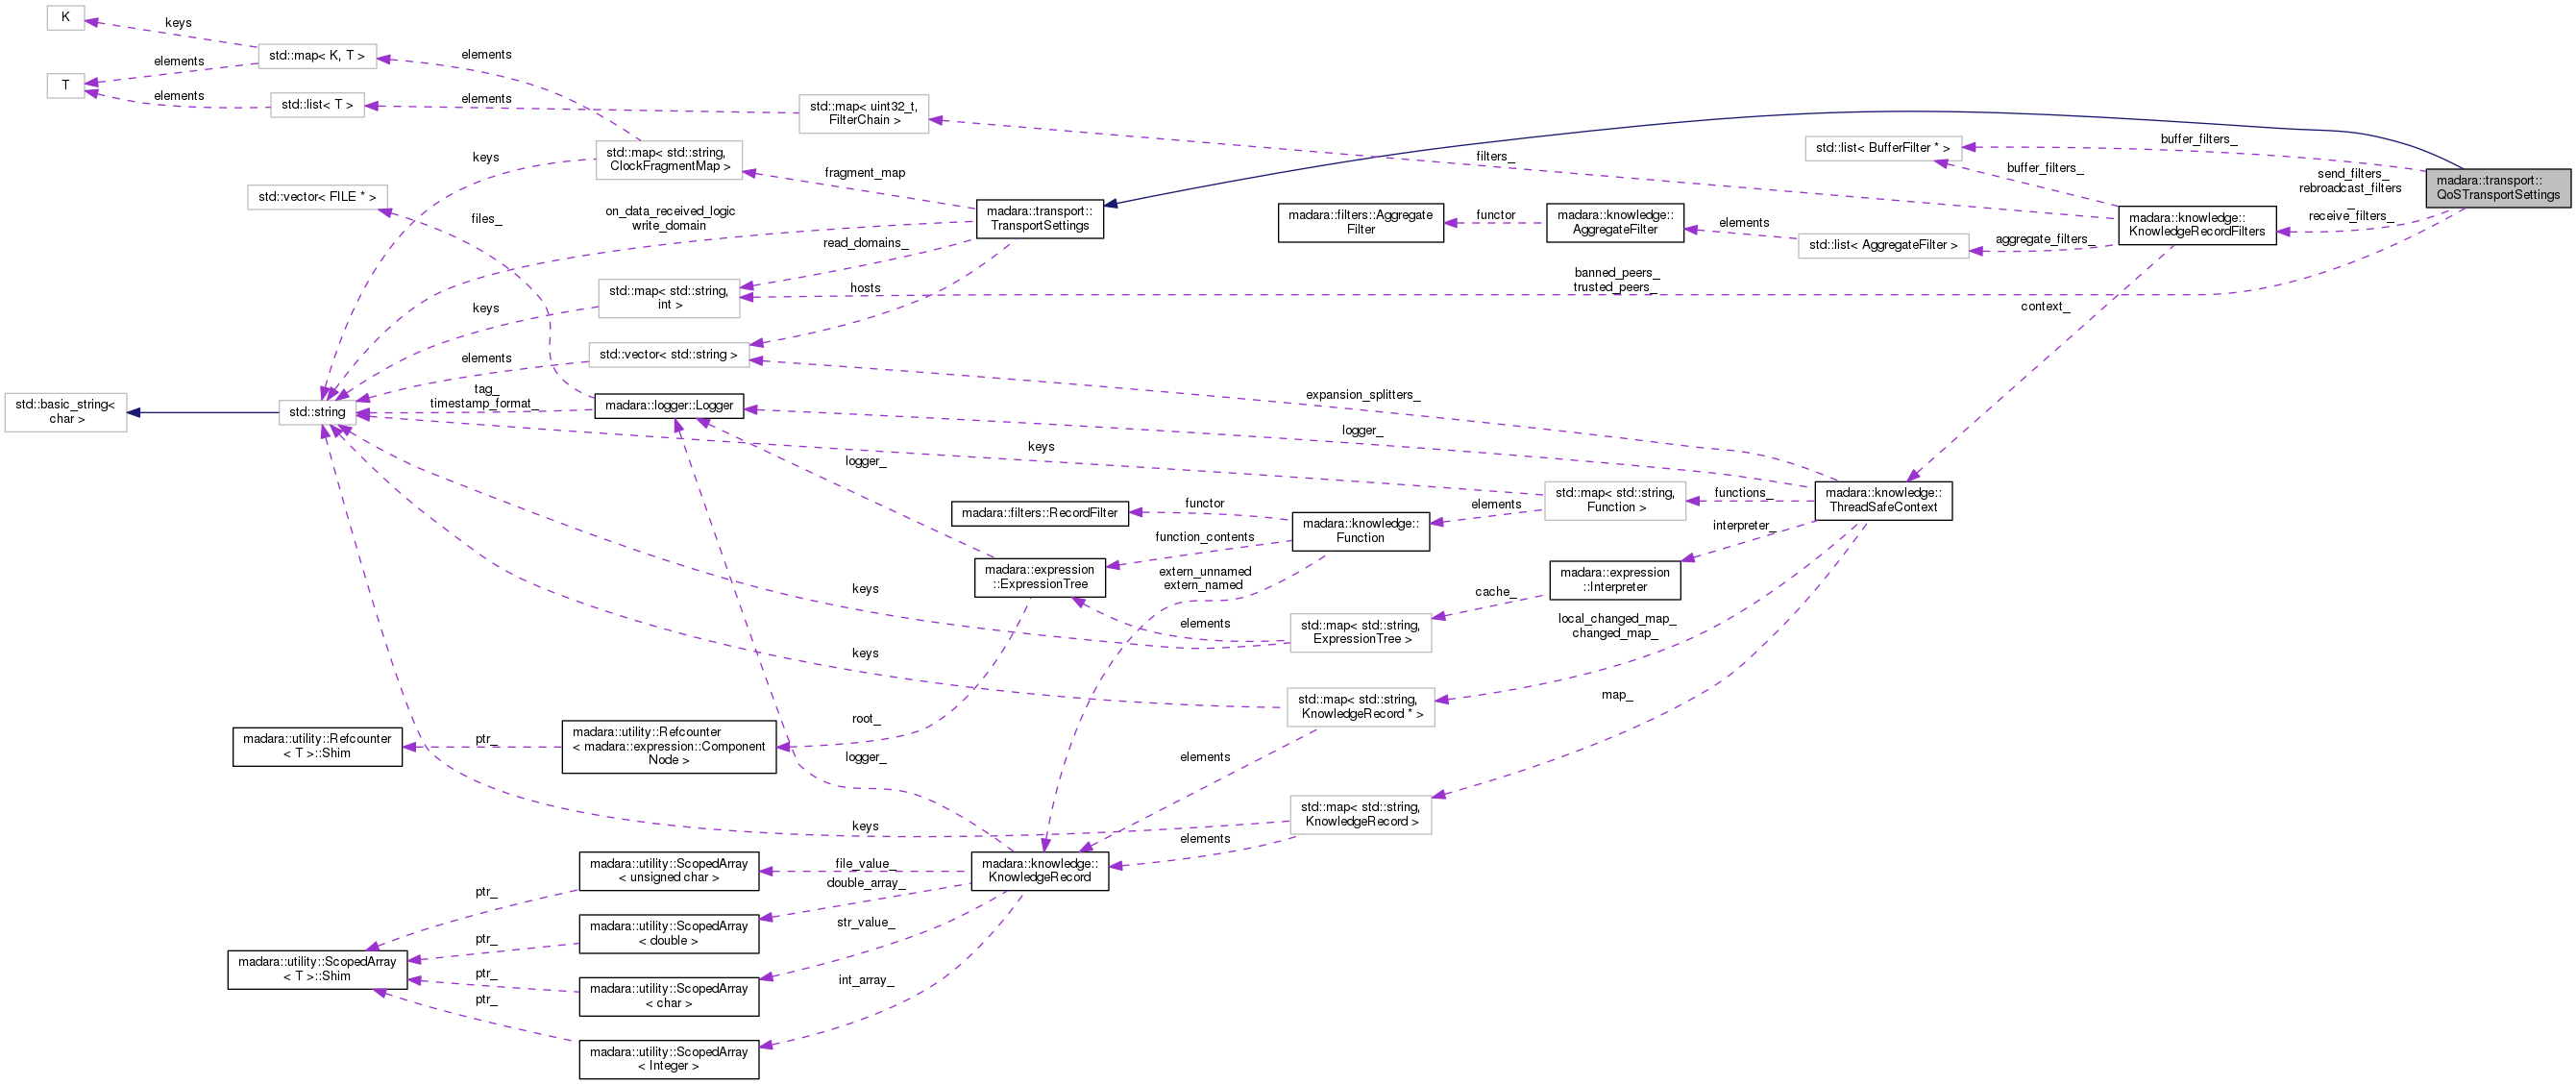 K
keys
std::map< K, T >
elements
elements
T
elements
std::list< T >
elements
std::map< uint32_t,
FilterChain >
std::map< std::string,
ClockFragmentMap >
keys
fragment_map
filters_
std::list< BufferFilter * >
buffer_filters_
buffer_filters_
send_filters_
rebroadcast_filters
_
receive_filters_
madara::transport::
QoSTransportSettings
std::vector< FILE * >
files_
on_data_received_logic
write_domain
madara::transport::
TransportSettings
read_domains_
madara::filters::Aggregate
Filter
functor
madara::knowledge::
AggregateFilter
elements
std::list< AggregateFilter >
aggregate_filters_
madara::knowledge::
KnowledgeRecordFilters
std::map< std::string,
int >
keys
hosts
banned_peers_
trusted_peers_
context_
std::vector< std::string >
elements
std::basic_string<
char >
std::string
tag_
timestamp_format_
madara::logger::Logger
expansion_splitters_
logger_
keys
logger_
std::map< std::string,
Function >
functions_
madara::knowledge::
ThreadSafeContext
madara::filters::RecordFilter
functor
elements
madara::knowledge::
Function
function_contents
interpreter_
madara::expression
::ExpressionTree
extern_unnamed
extern_named
madara::expression
::Interpreter
cache_
keys
elements
std::map< std::string,
ExpressionTree >
local_changed_map_
changed_map_
keys
std::map< std::string,
KnowledgeRecord * >
map_
root_
madara::utility::Refcounter
< T >::Shim
ptr_
madara::utility::Refcounter
< madara::expression::Component
Node >
logger_
elements
std::map< std::string,
KnowledgeRecord >
keys
elements
madara::utility::ScopedArray
< unsigned char >
file_value_
double_array_
madara::knowledge::
KnowledgeRecord
ptr_
madara::utility::ScopedArray
< double >
str_value_
ptr_
madara::utility::ScopedArray
< T >::Shim
ptr_
madara::utility::ScopedArray
< char >
int_array_
ptr_
madara::utility::ScopedArray
< Integer >